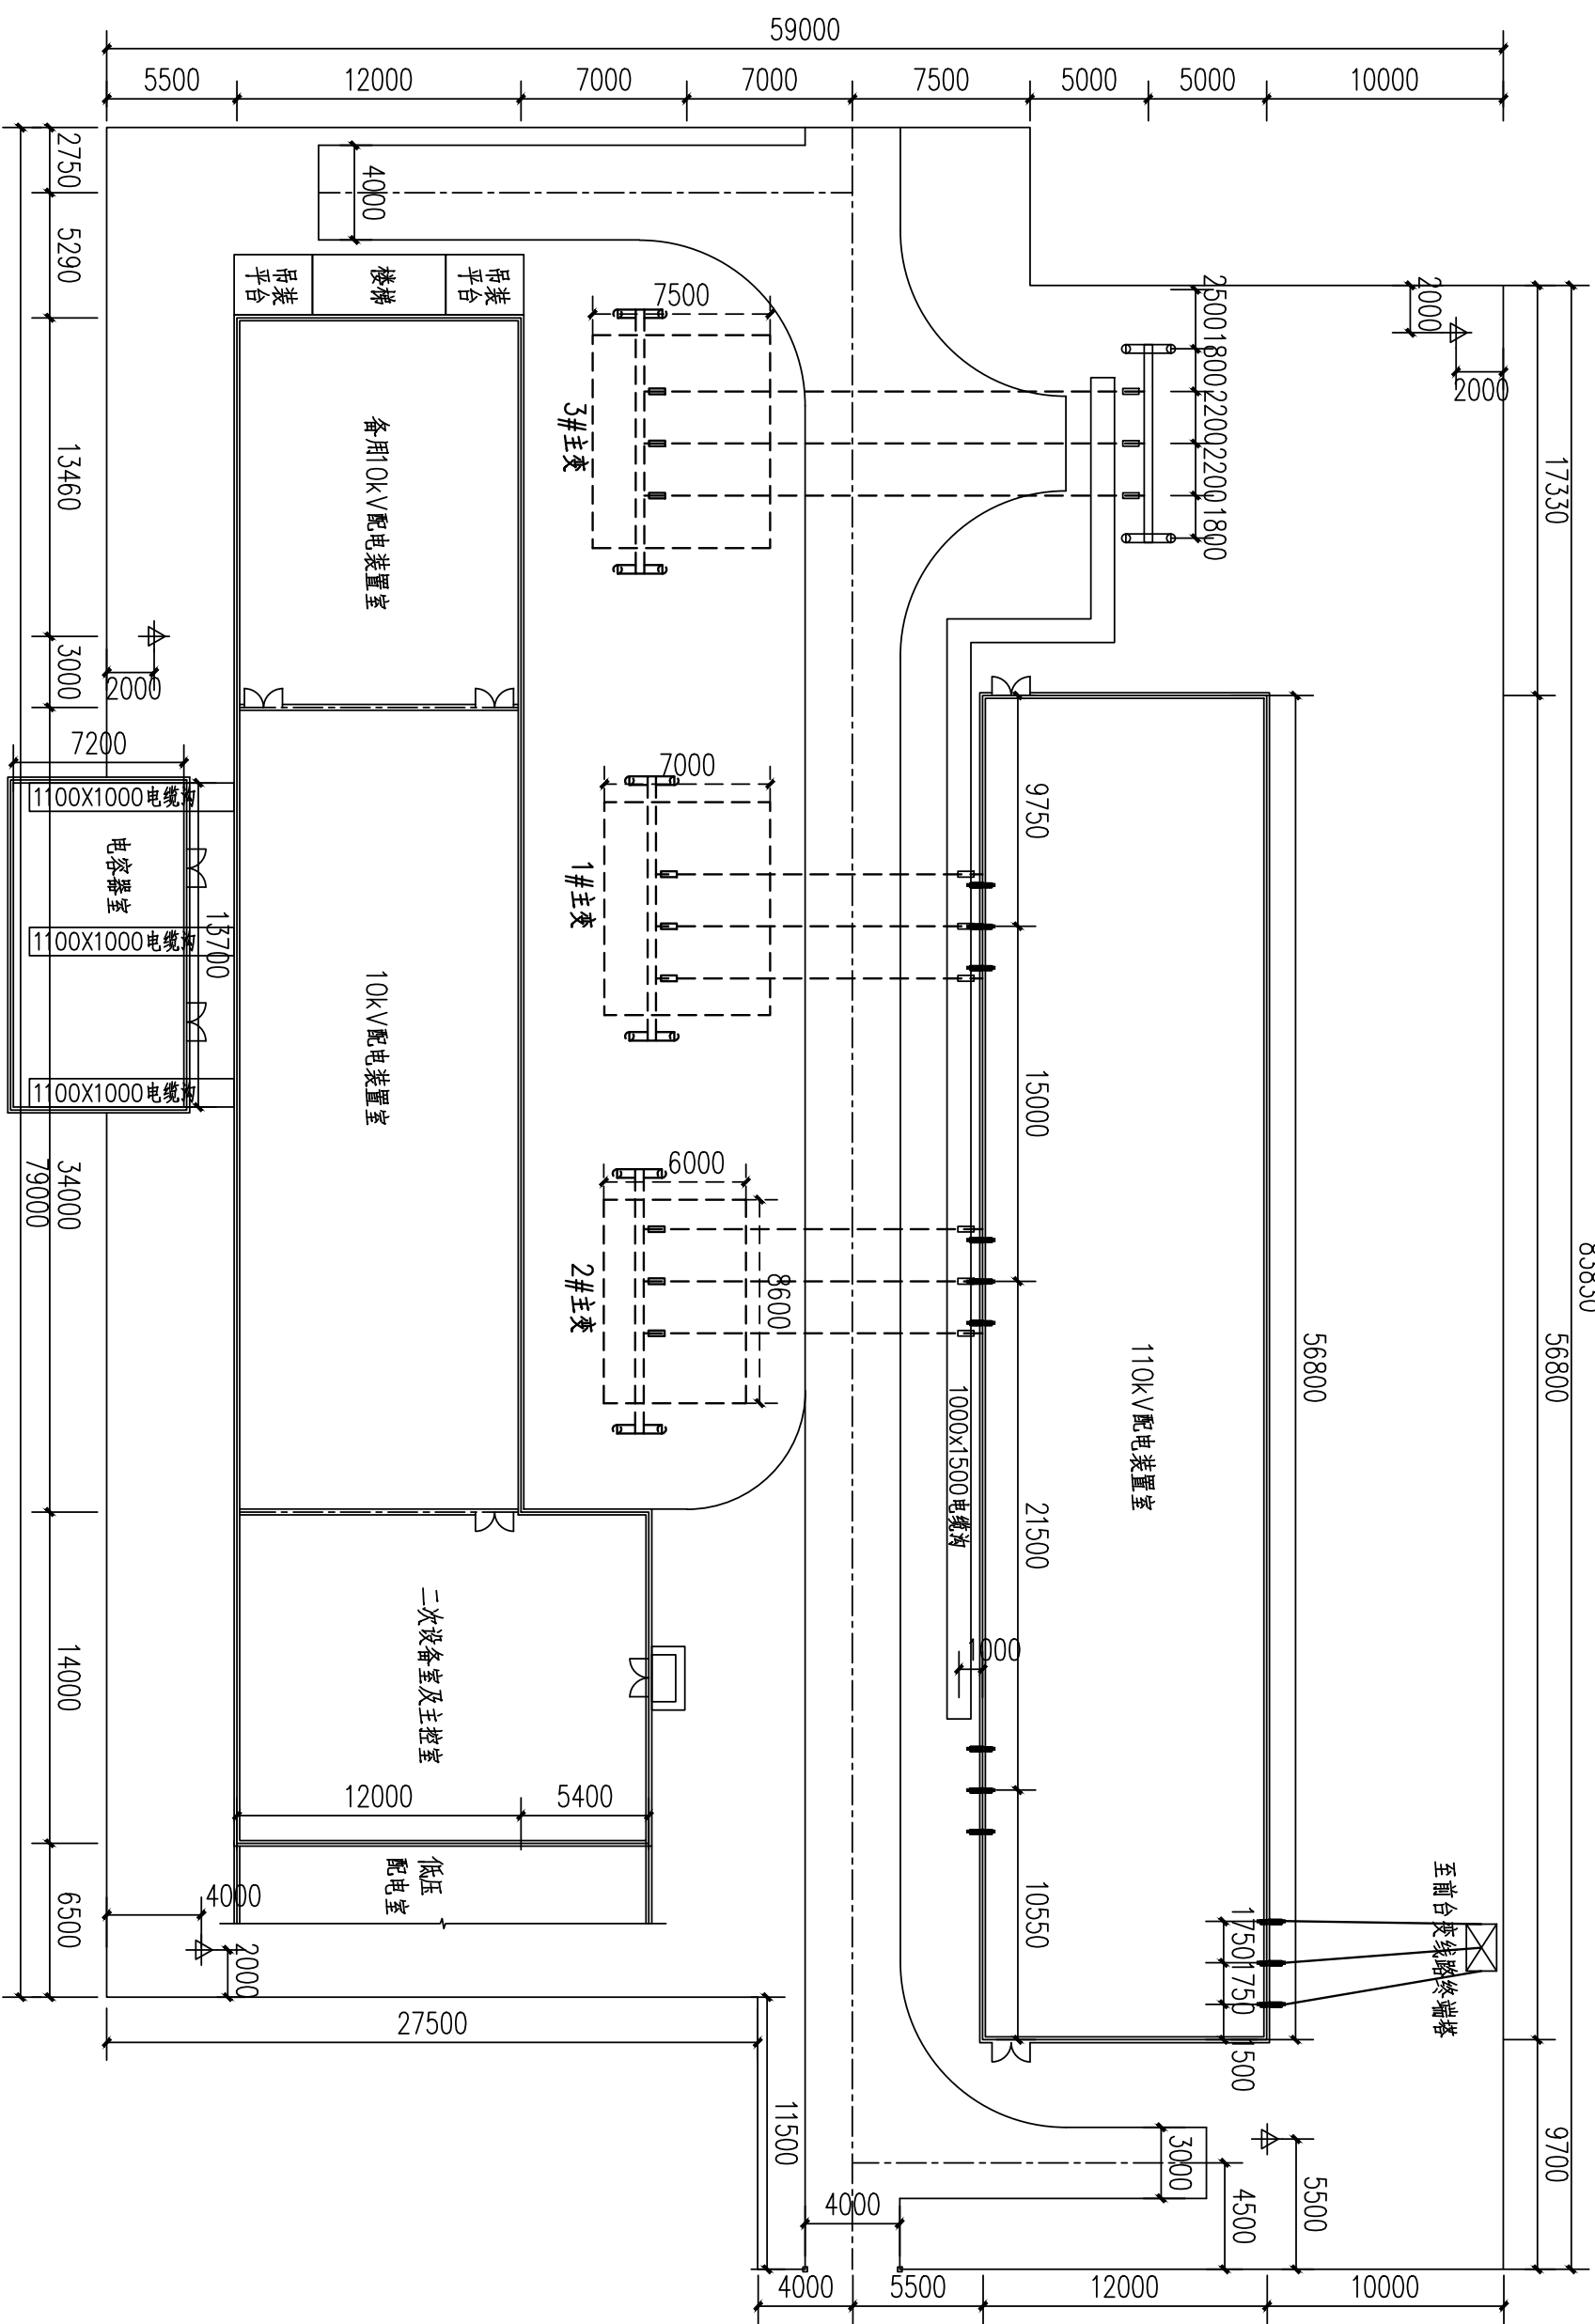 59000
5500
12000
7000
7000
7500
5000
5000
10000
2750
5290
13460
3000
34000
79000
14000
6500
4000
吊装
平台
楼梯
吊装
平台
7500
3#主变
2500
1800
2200
2200
1800
2000
2000
17330
56800
83830
9700
备用10kV配电装置室
2000
7200
1100X1000电缆沟
电容器室
13700
1100X1000电缆沟
1100X1000电缆沟
10kV配电装置室
7000
1#主变
6000
8600
2#主变
9750
15000
21500
10550
56800
110kV配电装置室
1000x1500电缆沟
1000
二次设备室及主控室
12000
5400
低压
配电室
4000
2000
27500
11500
至前台变线路终端塔
1750
1750
1500
3000
4500
5500
4000
4000
5500
12000
10000